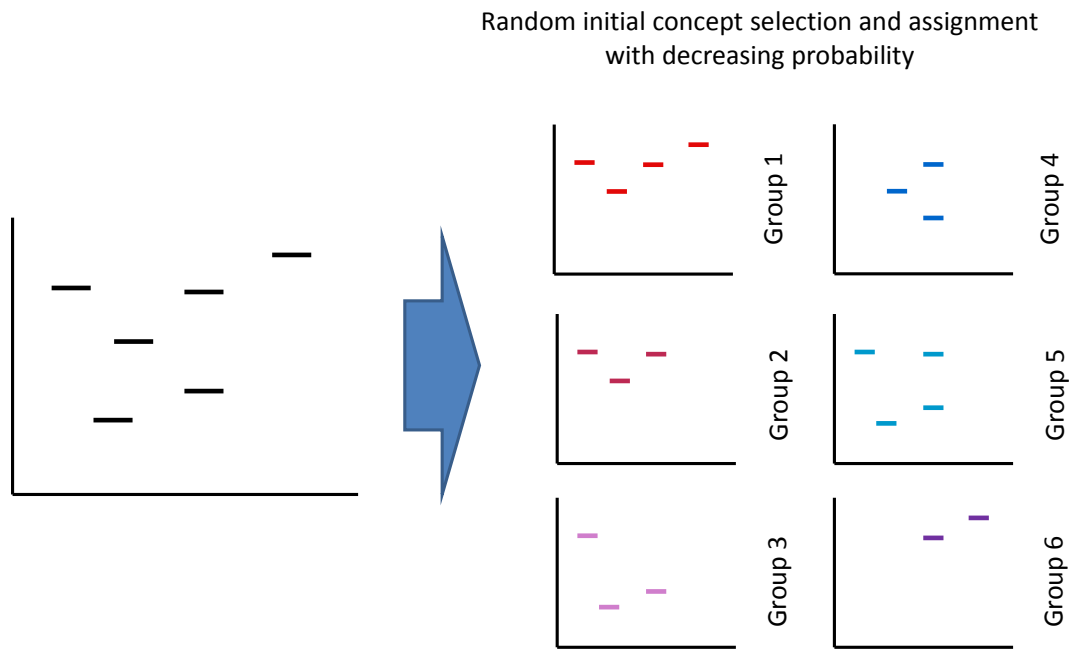 Random initial concept selection and assignment
with decreasing probability
Group 1
Group 4
Group 2
Group 5
Group 3
Group 6